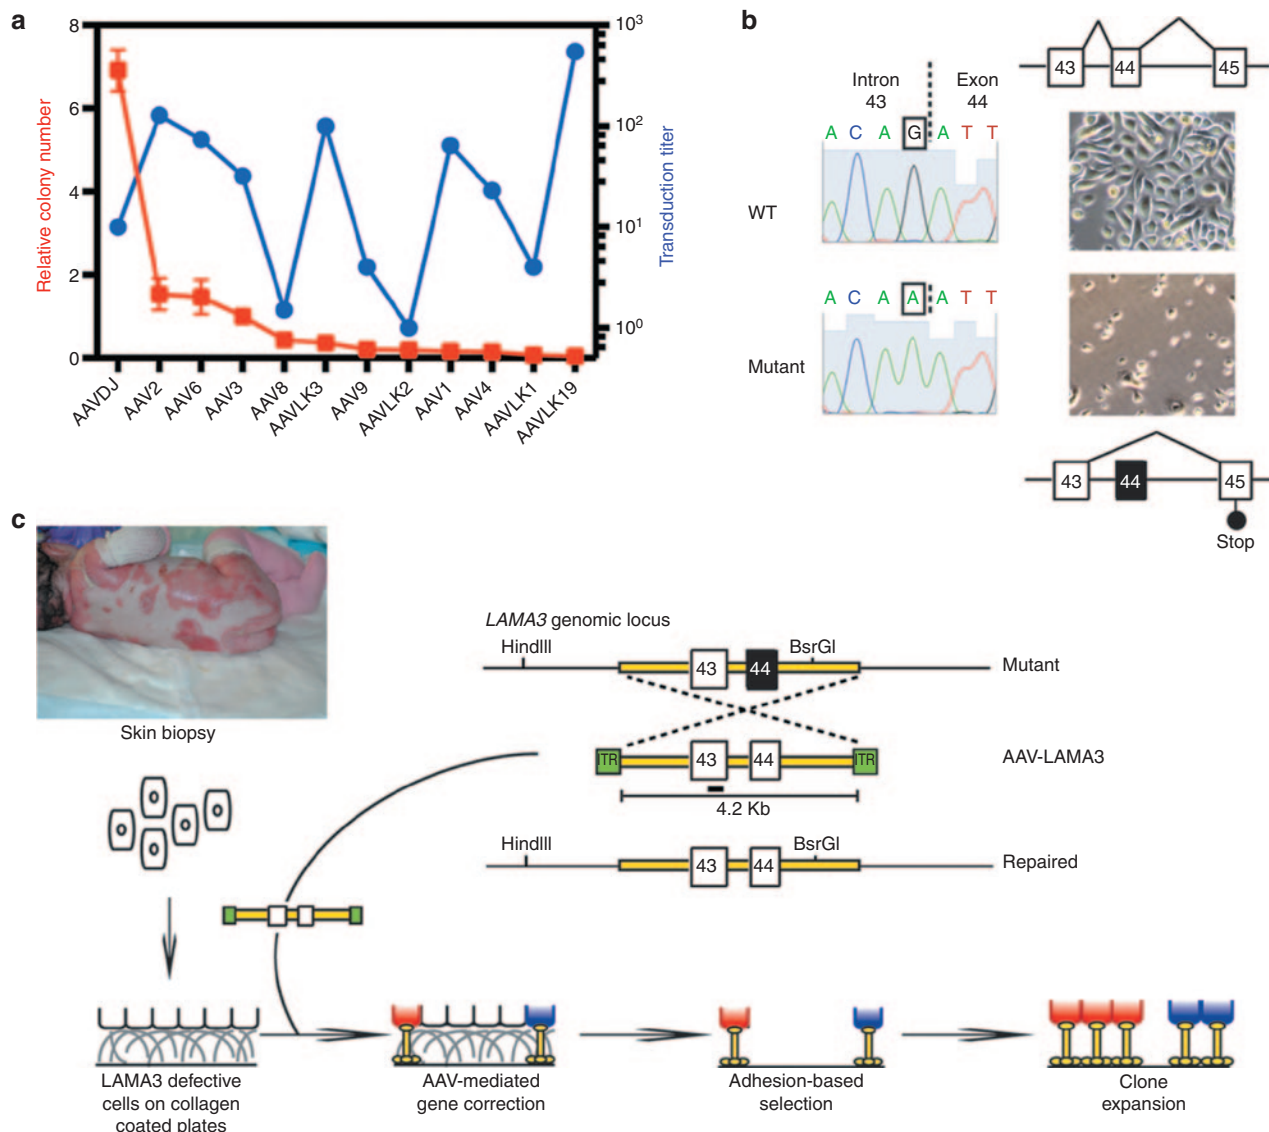 a
8
6
4
2
0
Relative colony number
10³
10²
10¹
10⁰
Transduction titer
AAVDJ
AAV2
AAV6
AAV3
AAV8
AAVLK3
AAV9
AAVLK2
AAV1
AAV4
AAVLK1
AAVLK19
b
Intron
43
Exon
44
A C A G A T T
WT
A C A A A T T
Mutant
43 44 45
43 44 45
Stop
c
Skin biopsy
LAMA3 genomic locus
HindIII
BsrGI
43 44
Mutant
ITR 43 44 ITR
AAV-LAMA3
4.2 Kb
HindIII
BsrGI
43 44
Repaired
LAMA3 defective
cells on collagen
coated plates
AAV-mediated
gene correction
Adhesion-based
selection
Clone
expansion